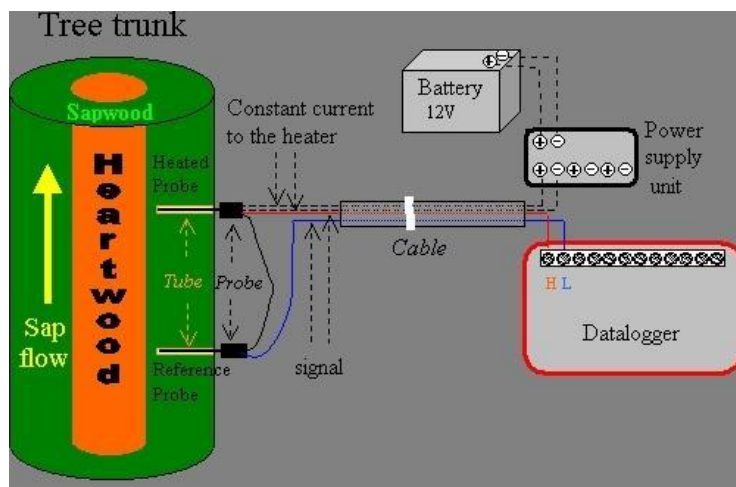 Tree trunk
Sapwood
Heartwood
Heated
Probe
Constant current
to the heater
Battery
12V
Power
supply
unit
Cable
Tube
Probe
H L
Datalogger
Sap
flow
Reference
Probe
signal